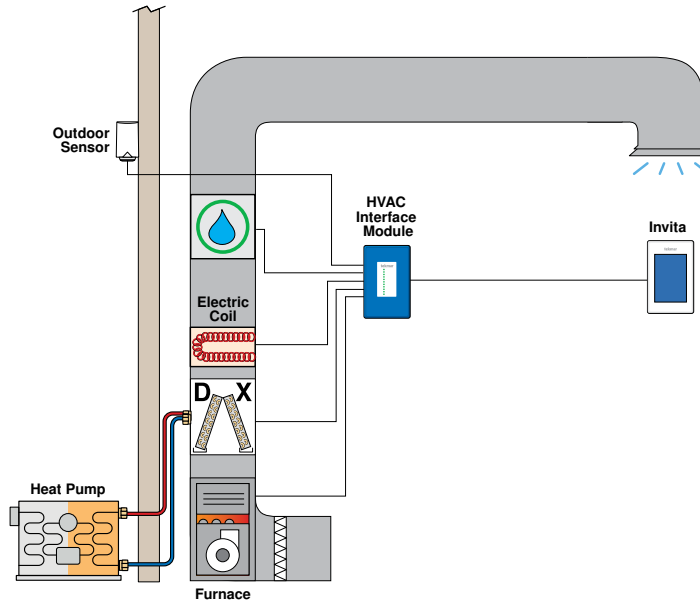 Outdoor
Sensor
HVAC
Interface
Module
Invita
Electric
Coil
D X
Heat Pump
Furnace